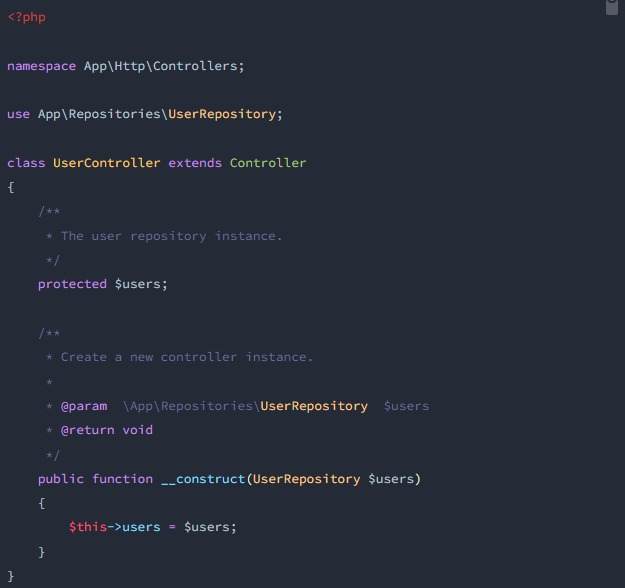 <?php
namespace App\Http\Controllers;
use App\Repositories\UserRepository;
class UserController extends Controller
{
    /**
     * The user repository instance.
     */
    protected $users;
    /**
     * Create a new controller instance.
     *
     * @param  \App\Repositories\UserRepository  $users
     * @return void
     */
    public function __construct(UserRepository $users)
    {
        $this->users = $users;
    }
}